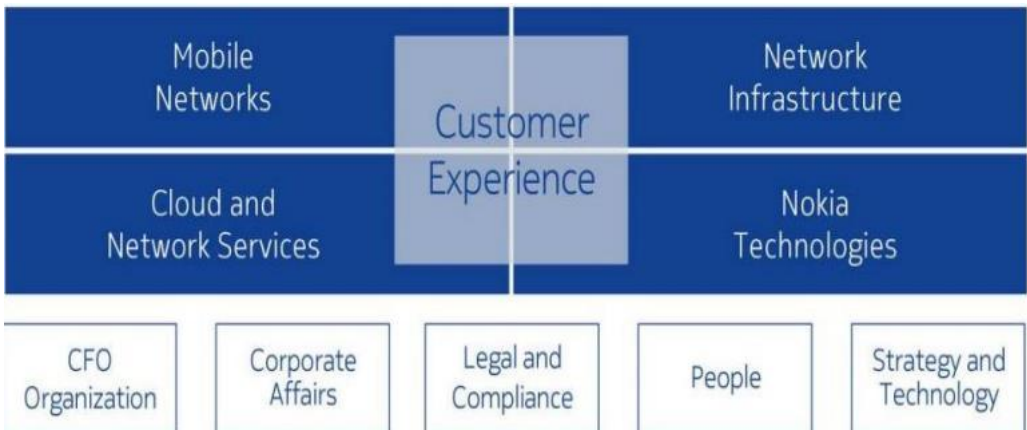 Mobile
Networks
Network
Infrastructure
Customer
Experience
Cloud and
Network Services
Nokia
Technologies
CFO
Organization
Corporate
Affairs
Legal and
Compliance
People
Strategy and
Technology